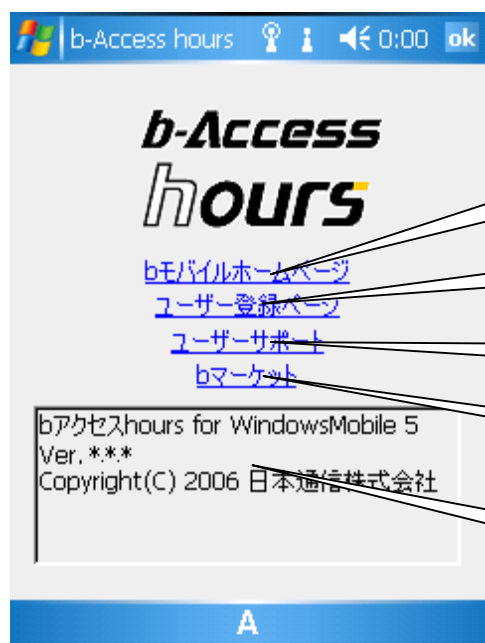 b-Access hours 0:00 ok
b-Access
hours
bモバイルホームページ
ユーザー登録ページ
ユーザーサポート
bマーケット
bアクセスhours for WindowsMobile 5
Ver. *.*.*
Copyright(C) 2006 日本通信株式会社
A